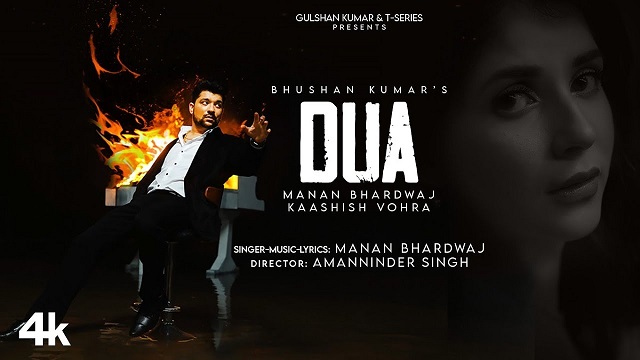 GULSHAN KUMAR & T-SERIES
PRESENTS
BHUSHAN KUMAR'S
DUA
MANAN BHARDWAJ
KAASHISH VOHRA
SINGER-MUSIC-LYRICS: MANAN BHARDWAJ
DIRECTOR: AMANNINDER SINGH
4k